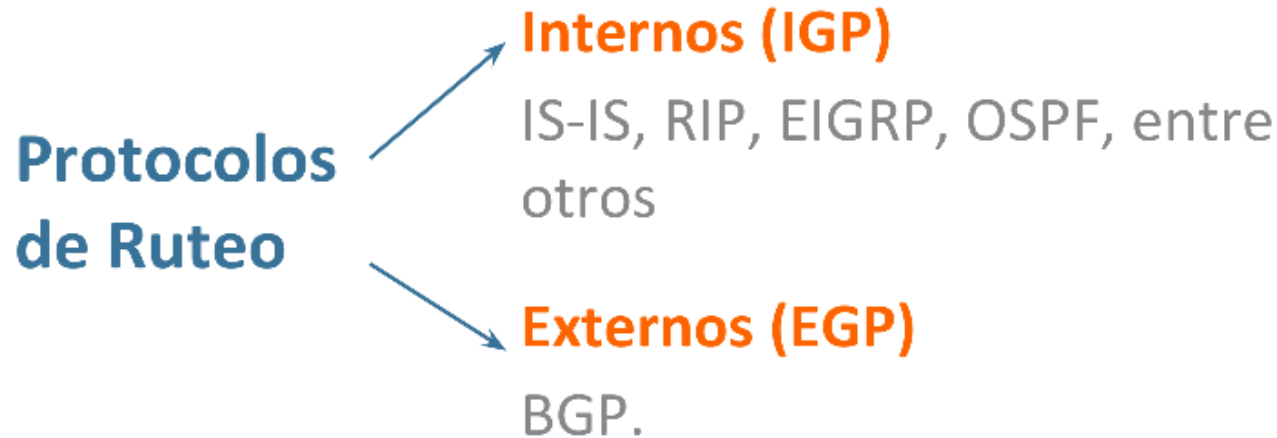 Protocolos
de Ruteo
Internos (IGP)
IS-IS, RIP, EIGRP, OSPF, entre
otros
Externos (EGP)
BGP.